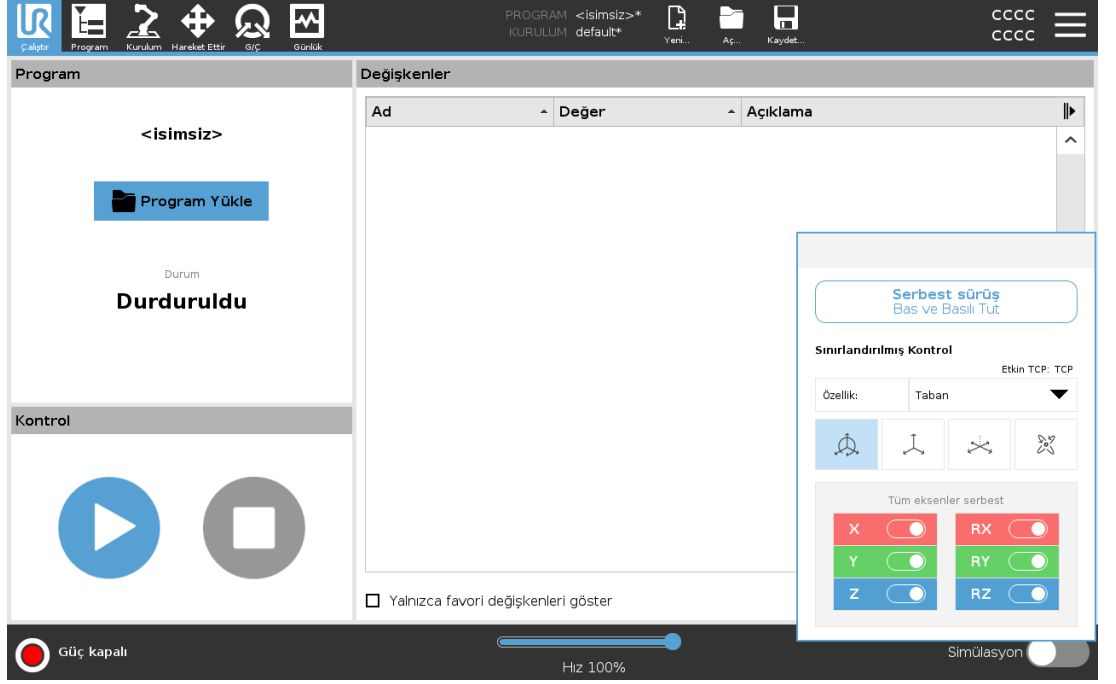 UR
Çalıştır
Program
Kurulum
Hareket Ettir
G/Ç
Günlük
PROGRAM <isimsiz>*
KURULUM default*
Yeni...
Aç...
Kaydet...
CCCC
CCCC
Program
Değişkenler
<isimsiz>
Program Yükle
Durum
Durduruldu
Ad
Değer
Açıklama
Serbest sürüş
Bas ve Basılı Tut
Sınırlandırılmış Kontrol
Etkin TCP: TCP
Özellik:
Taban
Tüm eksenler serbest
X
RX
Y
RY
Z
RZ
Kontrol
Yalnızca favori değişkenleri göster
Güç kapalı
Hız 100%
Simülasyon